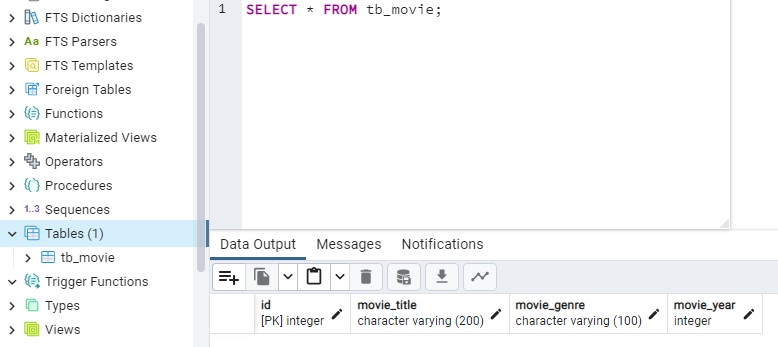 FTS Dictionaries
Aa FTS Parsers
FTS Templates
Foreign Tables
Functions
Materialized Views
Operators
Procedures
1..3 Sequences
Tables (1)
tb_movie
Trigger Functions
Types
Views
1 SELECT * FROM tb_movie;
Data Output Messages Notifications
id movie_title movie_genre movie_year
[PK] integer character varying (200) character varying (100) integer